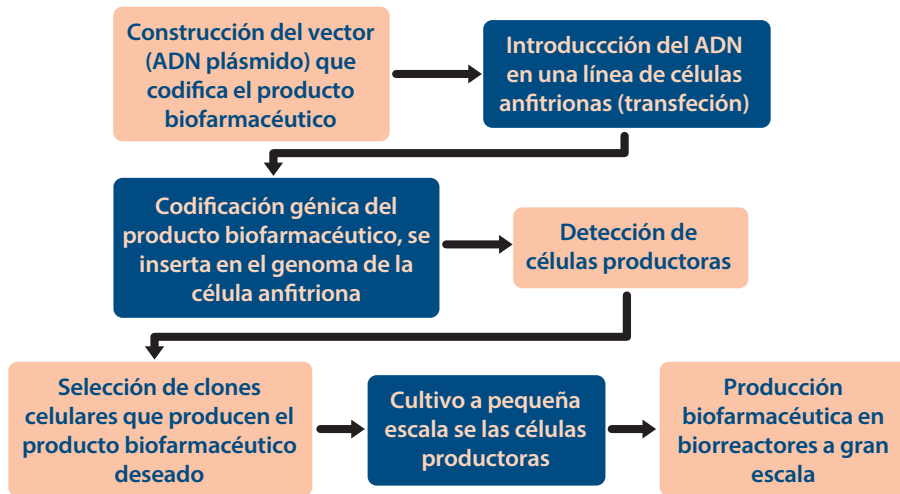 Construcción del vector
(ADN plásmido) que
codifica el producto
biofarmacéutico
Introduccción del ADN
en una línea de células
anfitrionas (transfeción)
Codificación génica del
producto biofarmacéutico, se
inserta en el genoma de la
célula anfitriona
Detección de
células productoras
Selección de clones
celulares que producen el
producto biofarmacéutico
deseado
Cultivo a pequeña
escala se las células
productoras
Producción
biofarmacéutica en
biorreactores a gran
escala